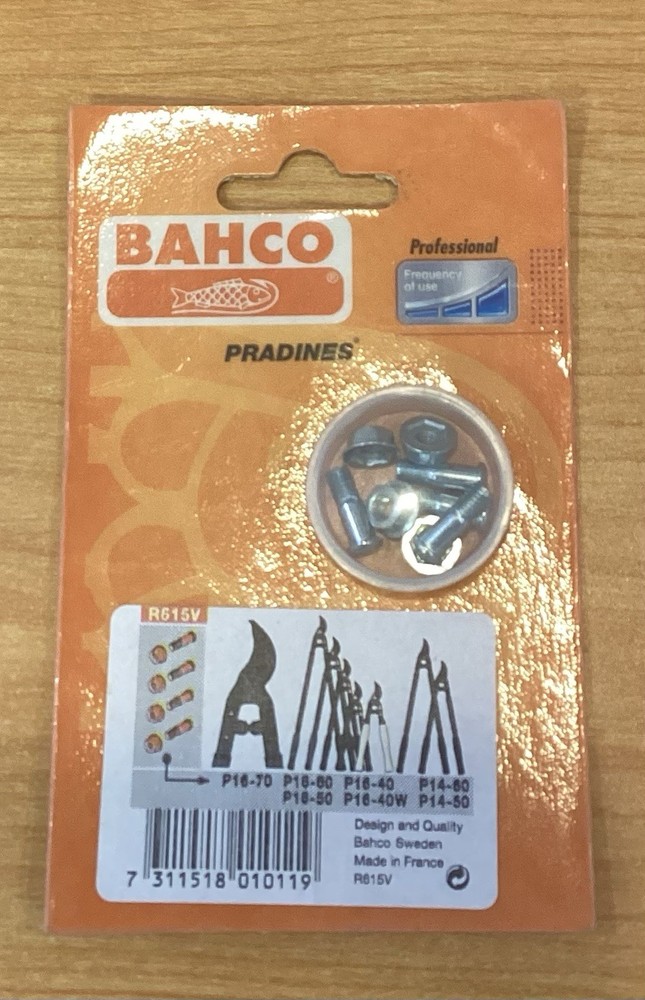 BAHCO
®
Professional
Frequency
of use
PRADINES®
R615V
P16-70 P16-60 P16-40 P14-60
P16-50 P16-40W P14-50
Design and Quality
Bahco Sweden
Made in France
R615V
7 311518 010119